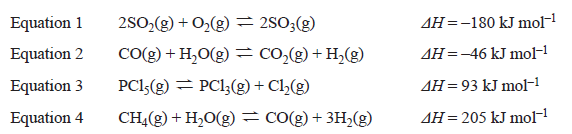 Equation 1 2SO₂(g) + O₂(g) ⇌ 2SO₃(g) ΔH = –180 kJ mol⁻¹
Equation 2 CO(g) + H₂O(g) ⇌ CO₂(g) + H₂(g) ΔH = –46 kJ mol⁻¹
Equation 3 PCl₅(g) ⇌ PCl₃(g) + Cl₂(g) ΔH = 93 kJ mol⁻¹
Equation 4 CH₄(g) + H₂O(g) ⇌ CO(g) + 3H₂(g) ΔH = 205 kJ mol⁻¹